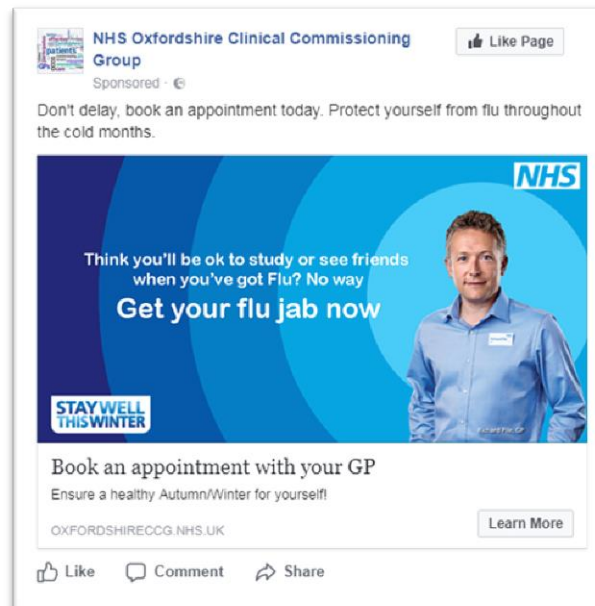 patients
NHS Oxfordshire Clinical Commissioning
Group
Like Page
Sponsored ·
Don't delay, book an appointment today. Protect yourself from flu throughout
the cold months.
NHS
Think you'll be ok to study or see friends
when you've got Flu? No way
Get your flu jab now
STAY WELL
THIS WINTER
GP
Book an appointment with your GP
Ensure a healthy Autumn/Winter for yourself!
OXFORDSHIRECCG.NHS.UK
Learn More
Like
Comment
Share